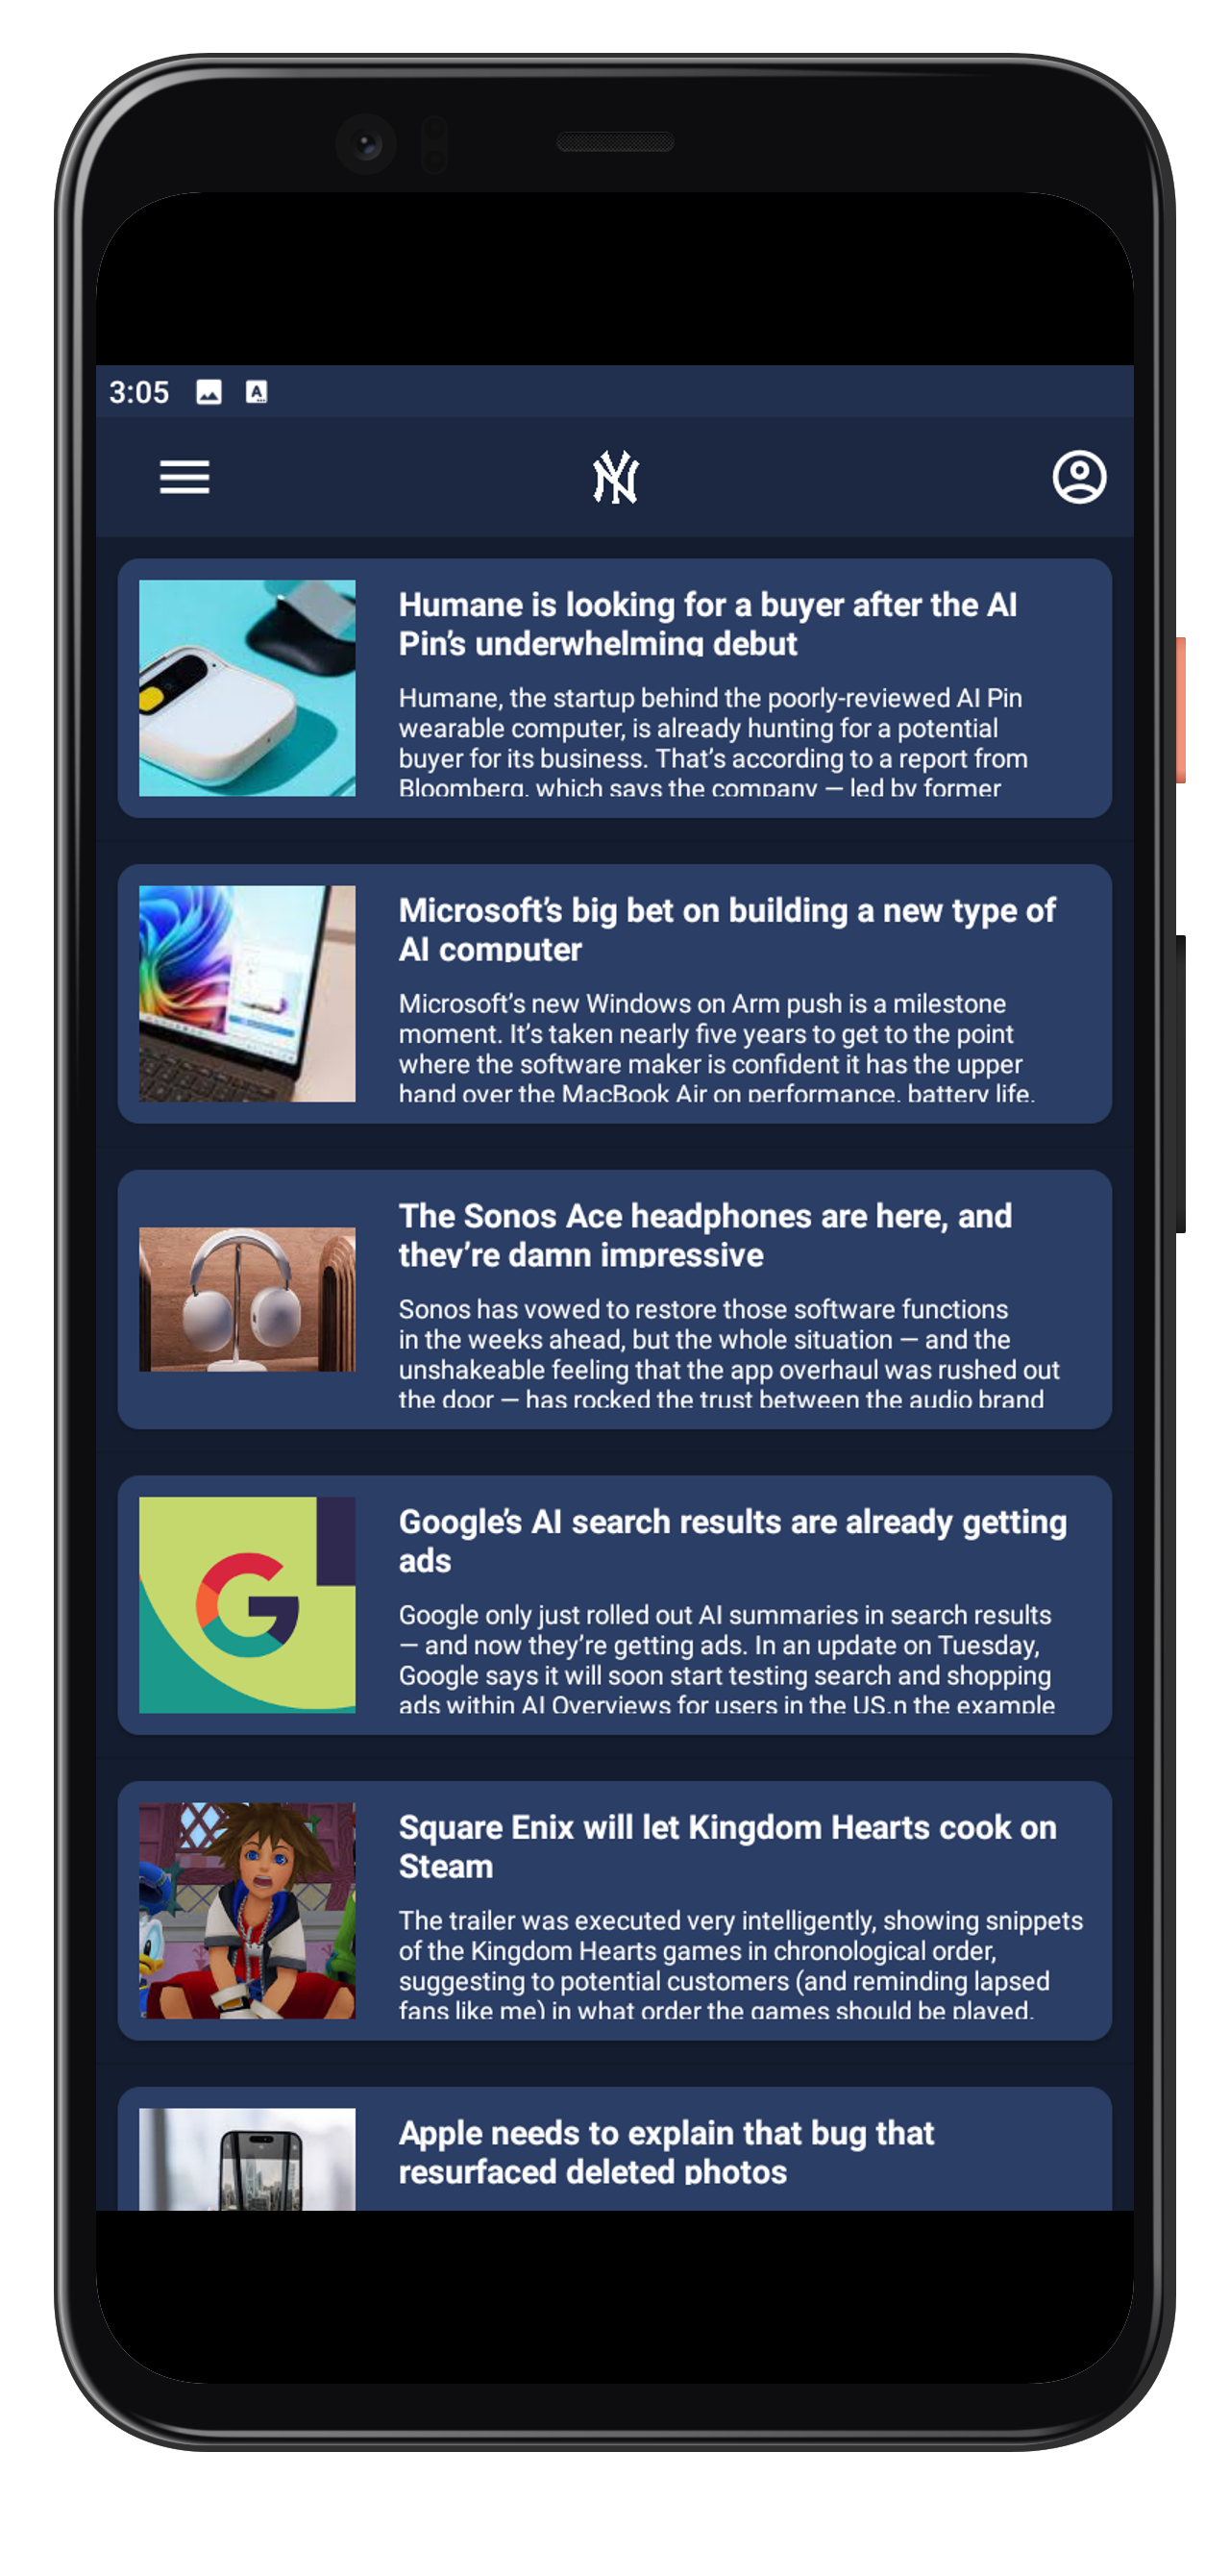 3:05
A
NY
Humane is looking for a buyer after the AI
Pin's underwhelming debut
Humane, the startup behind the poorly-reviewed AI Pin
wearable computer, is already hunting for a potential
buyer for its business. That's according to a report from
Bloomberg, which says the company — led by former
Microsoft's big bet on building a new type of
AI computer
Microsoft's new Windows on Arm push is a milestone
moment. It's taken nearly five years to get to the point
where the software maker is confident it has the upper
hand over the MacBook Air on performance, battery life,
The Sonos Ace headphones are here, and
they're damn impressive
Sonos has vowed to restore those software functions
in the weeks ahead, but the whole situation — and the
unshakeable feeling that the app overhaul was rushed out
the door — has rocked the trust between the audio brand
Google's AI search results are already getting
ads
Google only just rolled out AI summaries in search results
— and now they're getting ads. In an update on Tuesday,
Google says it will soon start testing search and shopping
ads within AI Overviews for users in the US.n the example
G
Square Enix will let Kingdom Hearts cook on
Steam
The trailer was executed very intelligently, showing snippets
of the Kingdom Hearts games in chronological order,
suggesting to potential customers (and reminding lapsed
fans like me) in what order the games should be played.
Apple needs to explain that bug that
resurfaced deleted photos